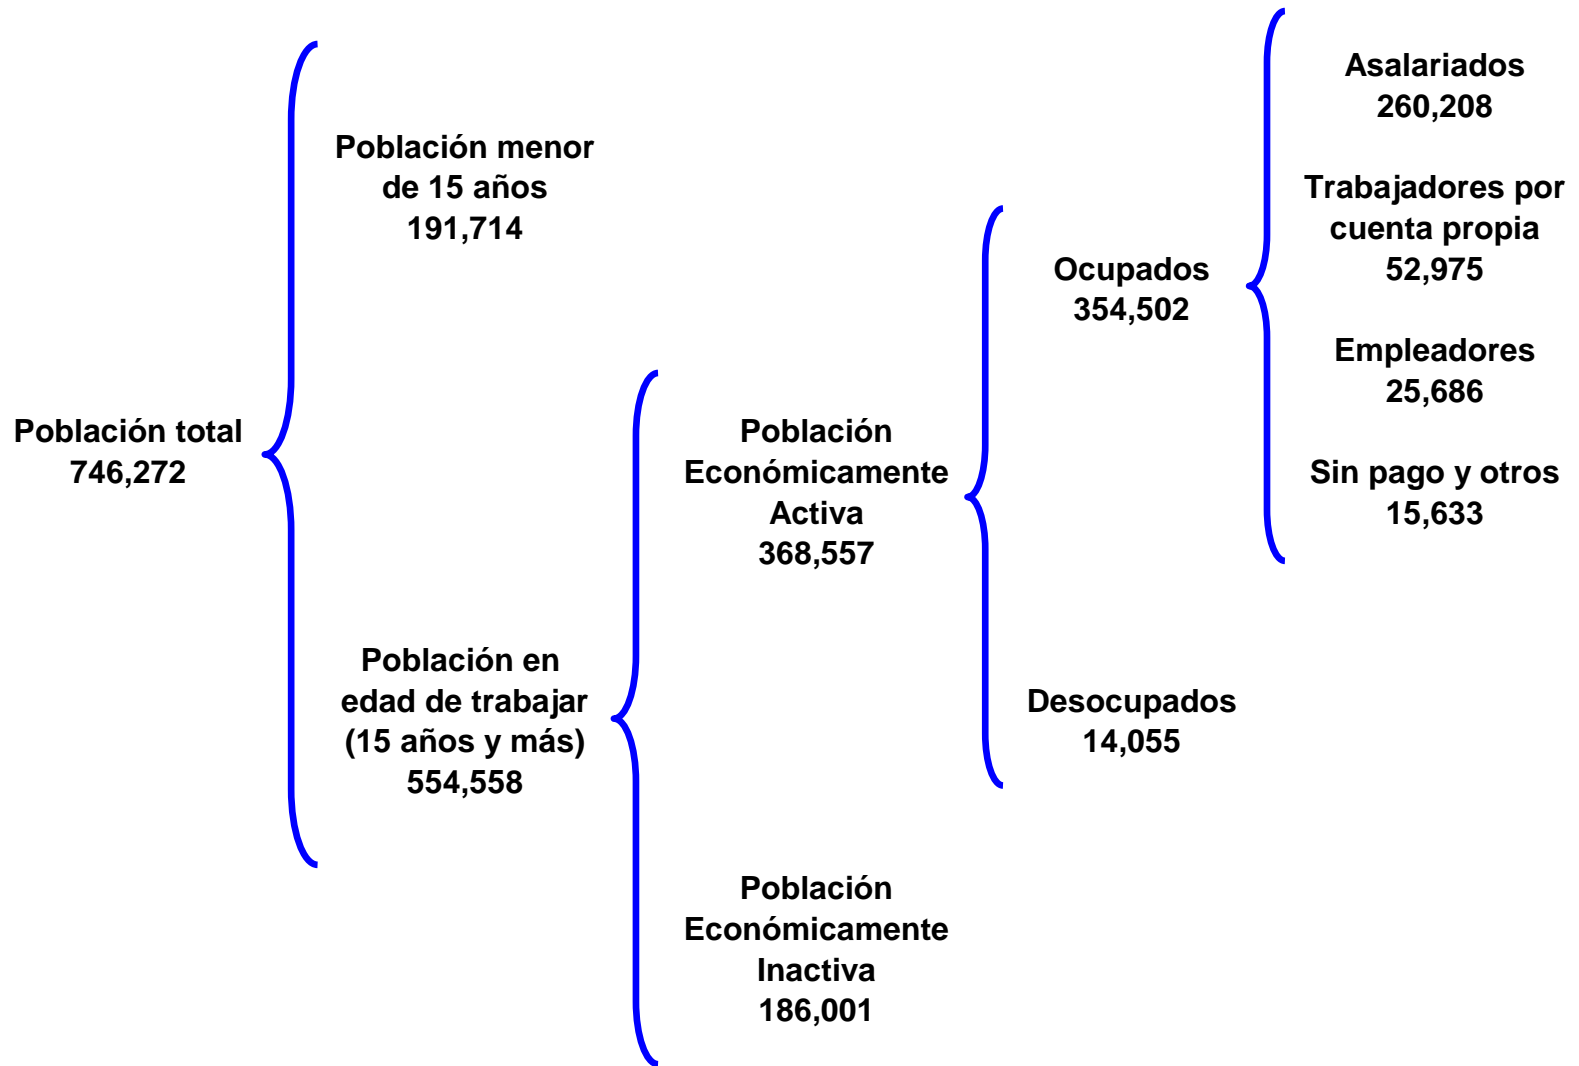 Población total
746,272
Población menor
de 15 años
191,714
Población en
edad de trabajar
(15 años y más)
554,558
Población
Económicamente
Activa
368,557
Población
Económicamente
Inactiva
186,001
Ocupados
354,502
Desocupados
14,055
Asalariados
260,208
Trabajadores por
cuenta propia
52,975
Empleadores
25,686
Sin pago y otros
15,633